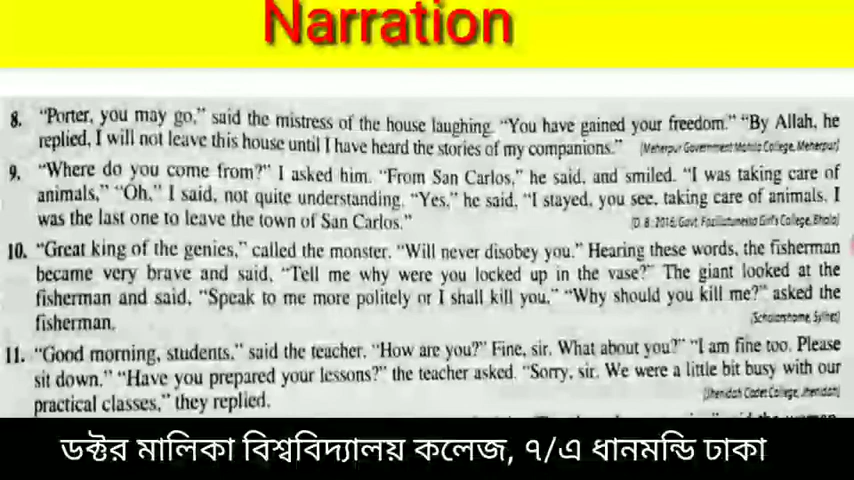 Narration
8. "Porter, you may go," said the mistress of the house laughing. "You have gained your freedom." "By Allah, he
replied, I will not leave this house until I have heard the stories of my companions." [Meherpur Government Mohila College, Meherpur]
9. "Where do you come from?" I asked him. "From San Carlos," he said, and smiled. "I was taking care of
animals," "Oh," I said, not quite understanding. "Yes," he said, "I stayed, you see, taking care of animals. I
was the last one to leave the town of San Carlos." [D. B.: 2016; Govt. Fazilatunessa Girl's College, Bhola]
10. "Great king of the genies," called the monster. "Will never disobey you." Hearing these words, the fisherman
became very brave and said, "Tell me why were you locked up in the vase?" The giant looked at the
fisherman and said, "Speak to me more politely or I shall kill you," "Why should you kill me?" asked the
fisherman. [Scholarshome, Sylhet]
11. "Good morning, students," said the teacher. "How are you?" Fine, sir. What about you?" "I am fine too. Please
sit down." "Have you prepared your lessons?" the teacher asked. "Sorry, sir. We were a little bit busy with our
practical classes," they replied. [Jhenidah Cadet College, Jhenidah]
ডক্টর মালিকা বিশ্ববিদ্যালয় কলেজ, ৭/এ ধানমন্ডি ঢাকা